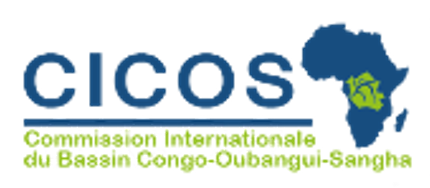 CICOS
Commission Internationale
du Bassin Congo-Oubangui-Sangha